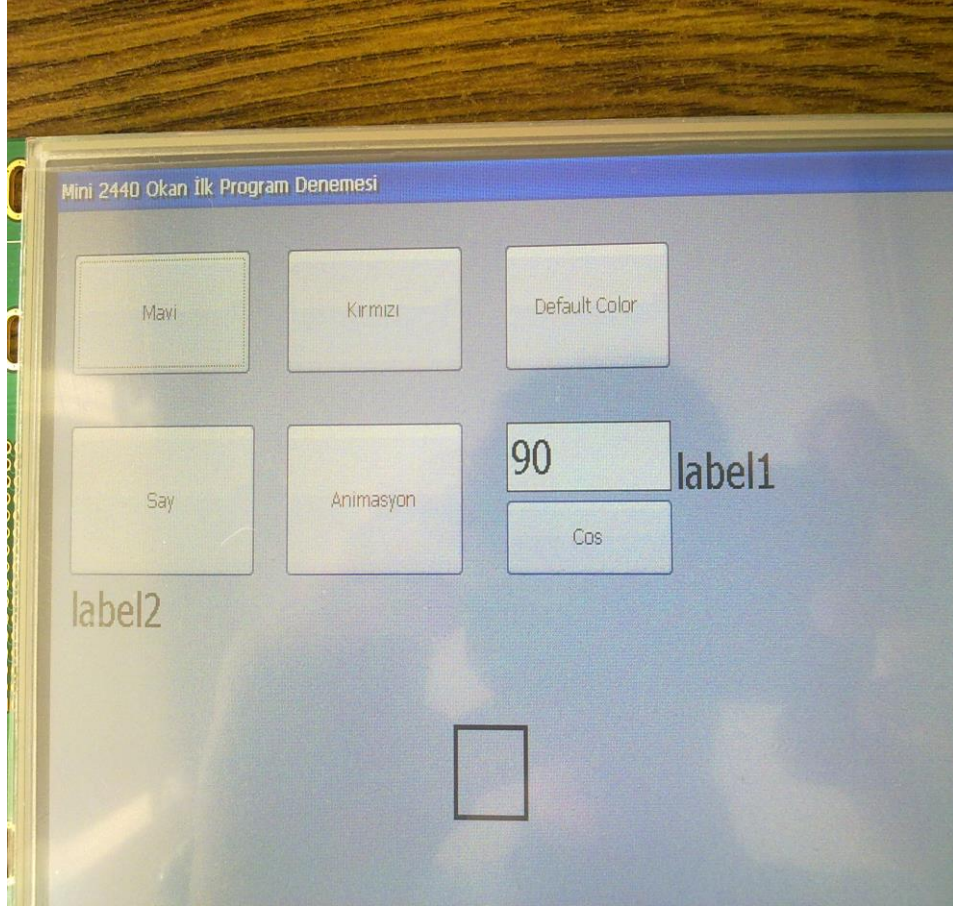 Mini 2440 Okan İlk Program Denemesi
Mavi
Kırmızı
Default Color
Say
Animasyon
90
label1
Cos
label2